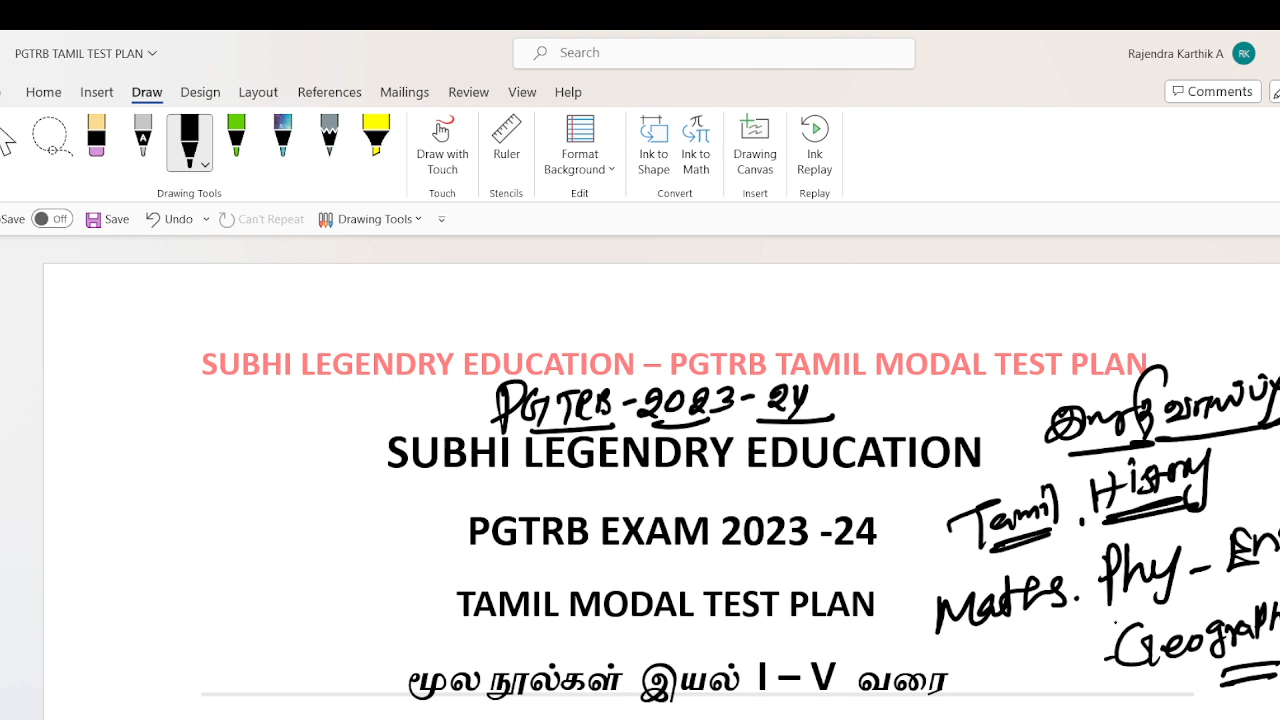 PGTRB TAMIL TEST PLAN
Search
Rajendra Karthik A RK
Home Insert Draw Design Layout References Mailings Review View Help
Comments
Draw with Touch
Ruler
Format Background
Ink to Shape
Ink to Math
Drawing Canvas
Ink Replay
Drawing Tools Touch Stencils Edit Convert Insert Replay
Save Off Save Undo Can't Repeat Drawing Tools
SUBHI LEGENDRY EDUCATION – PGTRB TAMIL MODAL TEST PLAN
PGTRB - 2023 - 24
SUBHI LEGENDRY EDUCATION
Tamil. History
PGTRB EXAM 2023 -24
Maths. Phy -
TAMIL MODAL TEST PLAN
மூல நூல்கள் இயல் I – V வரை